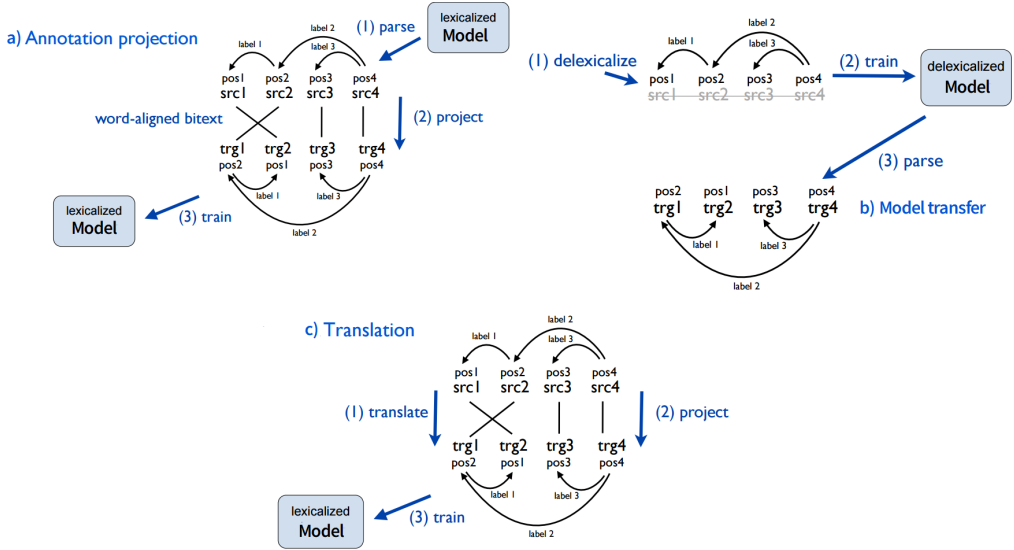 a) Annotation projection
(1) parse
lexicalized
Model
label 2
label 1
label 3
pos1 pos2 pos3 pos4
src1 src2 src3 src4
word-aligned bitext
(2) project
trg1 trg2 trg3 trg4
pos2 pos1 pos3 pos4
label 1
label 3
label 2
lexicalized
Model
(3) train
label 2
label 1
label 3
(1) delexicalize
pos1 pos2 pos3 pos4
src1 src2 src3 src4
(2) train
delexicalized
Model
(3) parse
pos2 pos1 pos3 pos4
trg1 trg2 trg3 trg4
b) Model transfer
label 1
label 3
label 2
c) Translation
label 2
label 1
label 3
pos1 pos2 pos3 pos4
src1 src2 src3 src4
(1) translate
(2) project
trg1 trg2 trg3 trg4
pos2 pos1 pos3 pos4
label 1
label 3
label 2
lexicalized
Model
(3) train